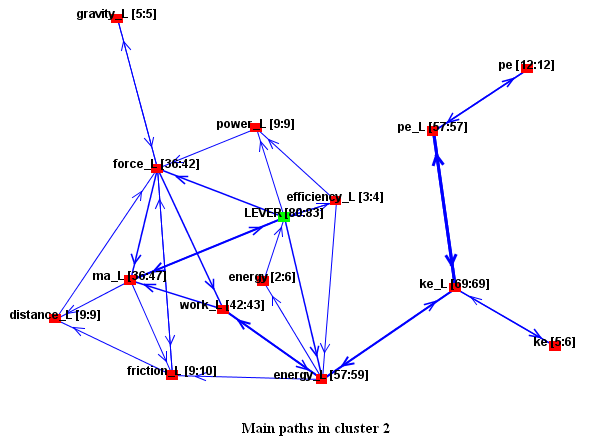 gravity_L [5:5]
pe [12:12]
power_L [9:9]
pe_L [57:57]
force_L [36:42]
efficiency_L [3:4]
LEVER [80:83]
ma_L [36:47]
energy [2:6]
ke_L [69:69]
work_L [42:43]
distance_L [9:9]
ke [5:6]
friction_L [9:10]
energy_L [57:59]
Main paths in cluster 2